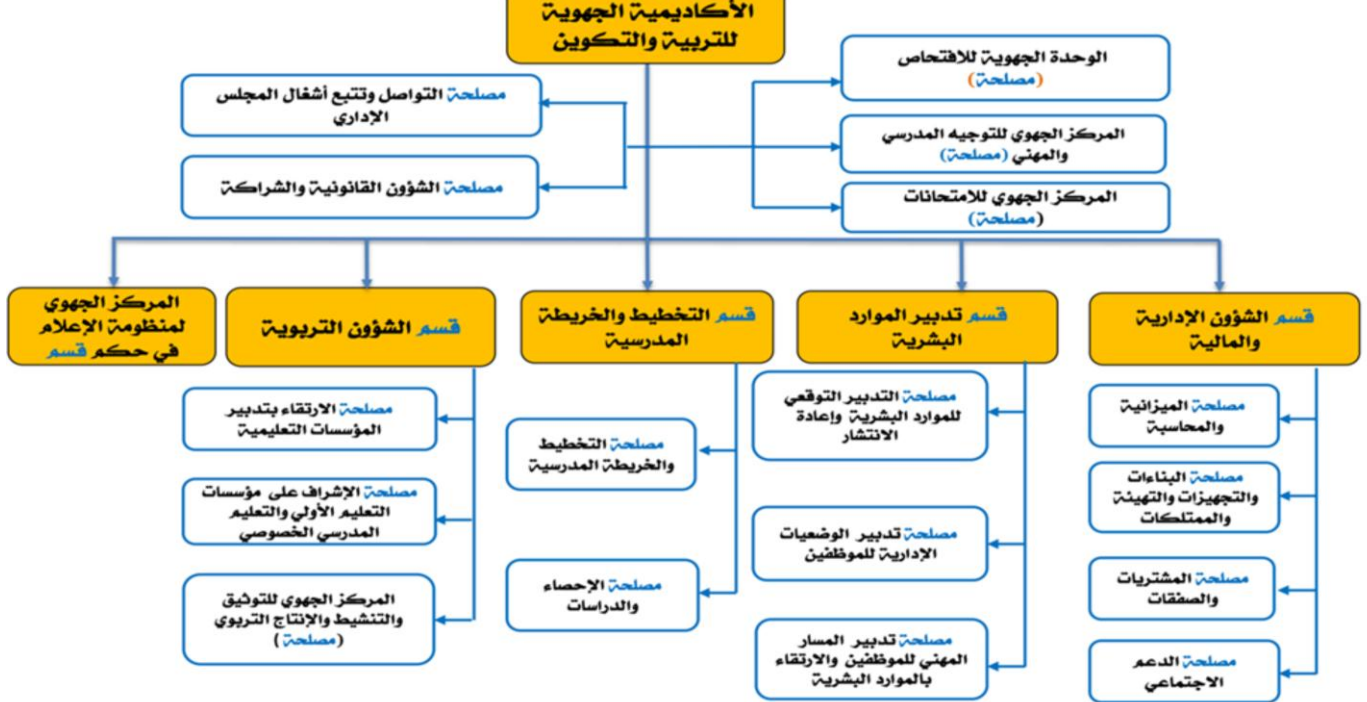 الأكاديمية الجهوية
للتربية والتكوين
الوحدة الجهوية للافتحاص
(مصلحة)
المركز الجهوي للتوجيه المدرسي
والمهني (مصلحة)
المركز الجهوي للامتحانات
(مصلحة)
مصلحة التواصل وتتبع أشغال المجلس
الإداري
مصلحة الشؤون القانونية والشراكة
قسم الشؤون الإدارية
والمالية
مصلحة الميزانية
والمحاسبة
مصلحة البناءات
والتجهيزات والتهيئة
والممتلكات
مصلحة المشتريات
والصفقات
مصلحة الدعم
الاجتماعي
قسم تدبير الموارد
البشرية
مصلحة التدبير التوقعي
للموارد البشرية وإعادة
الانتشار
مصلحة تدبير الوضعيات
الإدارية للموظفين
مصلحة تدبير المسار
المهني للموظفين والارتقاء
بالموارد البشرية
قسم التخطيط والخريطة
المدرسية
مصلحة التخطيط
والخريطة المدرسية
مصلحة الإحصاء
والدراسات
قسم الشؤون التربوية
مصلحة الارتقاء بتدبير
المؤسسات التعليمية
مصلحة الإشراف على مؤسسات
التعليم الأولي والتعليم
المدرسي الخصوصي
المركز الجهوي للتوثيق
والتنشيط والإنتاج التربوي
(مصلحة)
المركز الجهوي
لمنظومة الإعلام
في حكم قسم